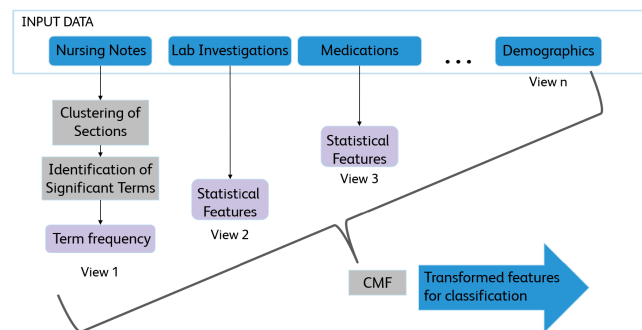 INPUT DATA
Nursing Notes
Lab Investigations
Medications
...
Demographics
View n
Clustering of
Sections
Identification of
Significant Terms
Term frequency
View 1
Statistical
Features
View 2
Statistical
Features
View 3
CMF
Transformed features
for classification